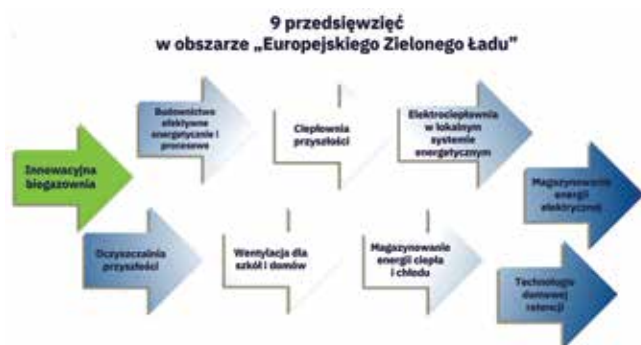 9 przedsięwzięć
w obszarze „Europejskiego Zielonego Ładu”
Budownictwo
efektywne
energetycznie i
procesowo
Ciepłownia
przyszłości
Elektrociepłownia
w lokalnym
systemie
energetycznym
Innowacyjna
biogazownia
Magazynowanie
energii
elektrycznej
Oczyszczalnia
przyszłości
Wentylacja dla
szkół i domów
Magazynowanie
energii ciepła
i chłodu
Technologie
domowej
retencji